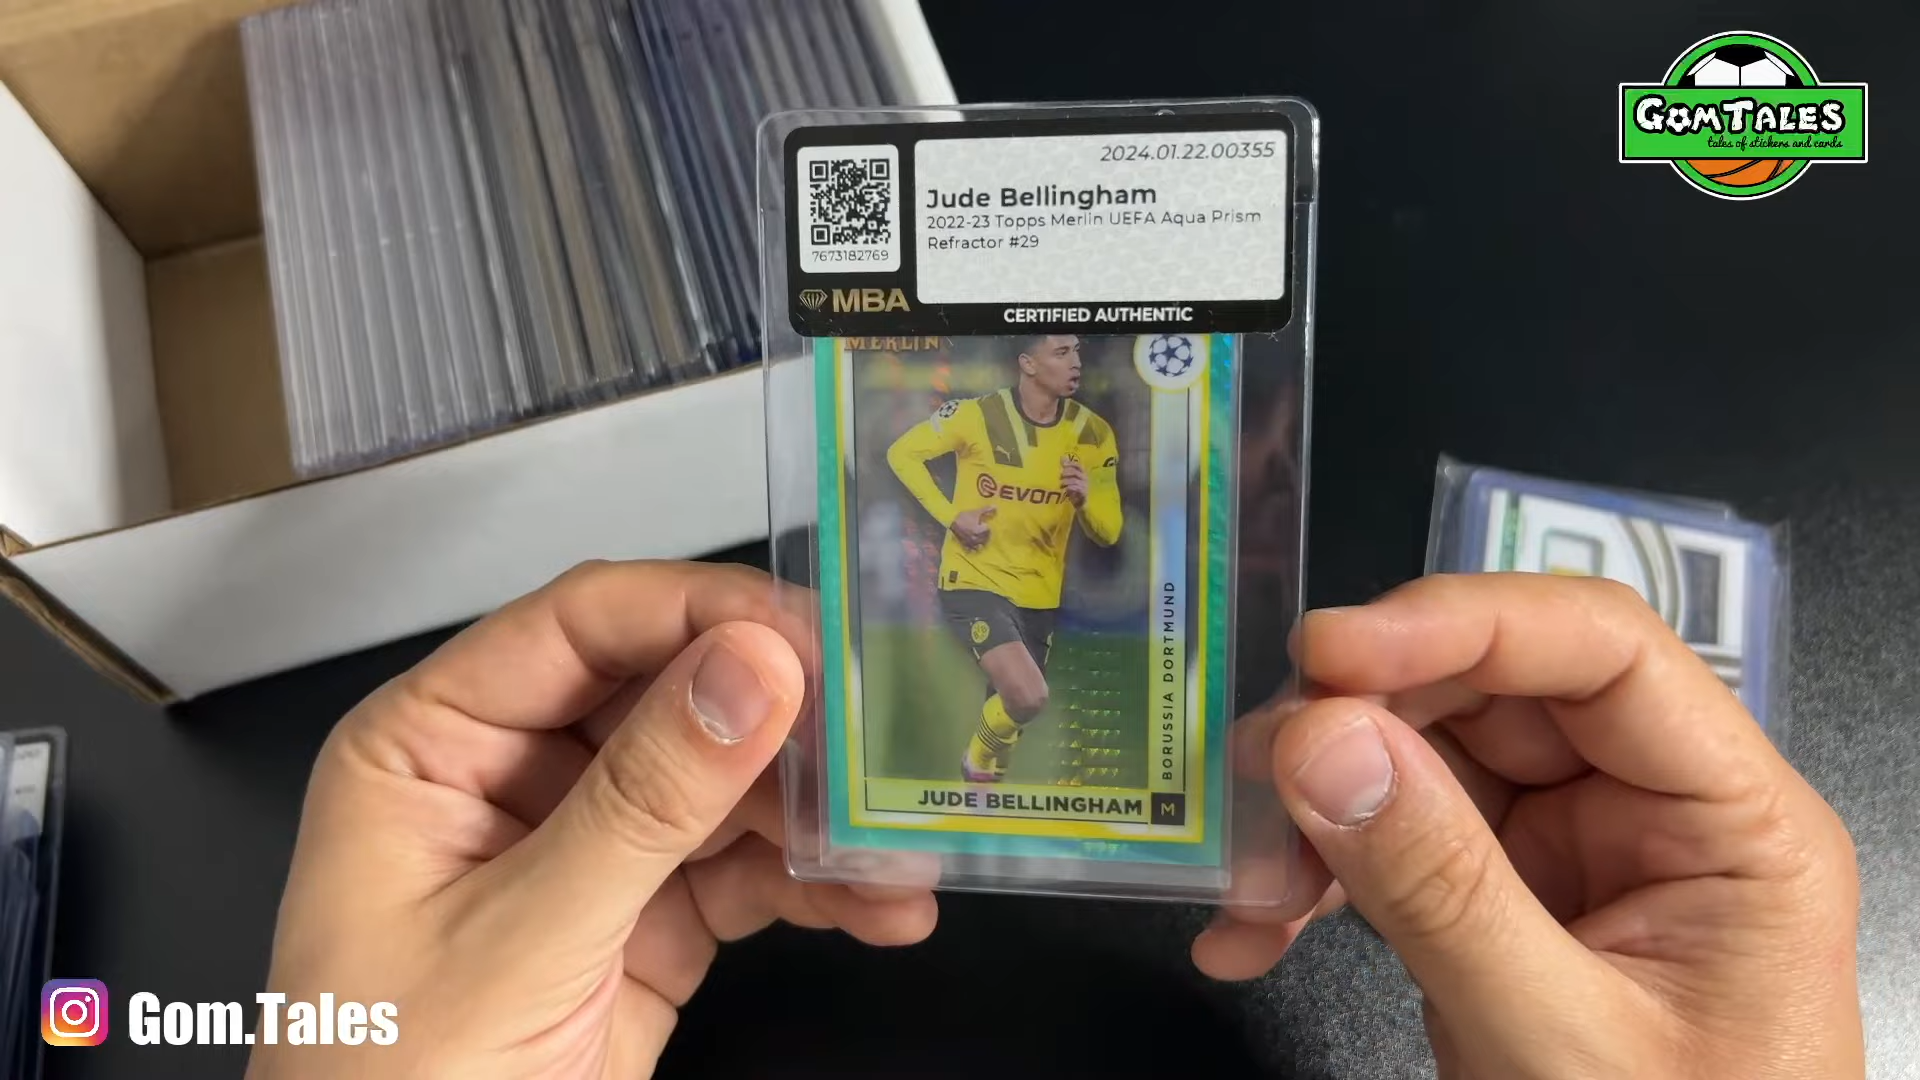 GOMTALES
tales of stickers and cards
2024.01.22.00355
Jude Bellingham
2022-23 Topps Merlin UEFA Aqua Prism
Refractor #29
7673182769
MBA
CERTIFIED AUTHENTIC
MERLIN
EVONI
BORUSSIA DORTMUND
JUDE BELLINGHAM M
Gom.Tales